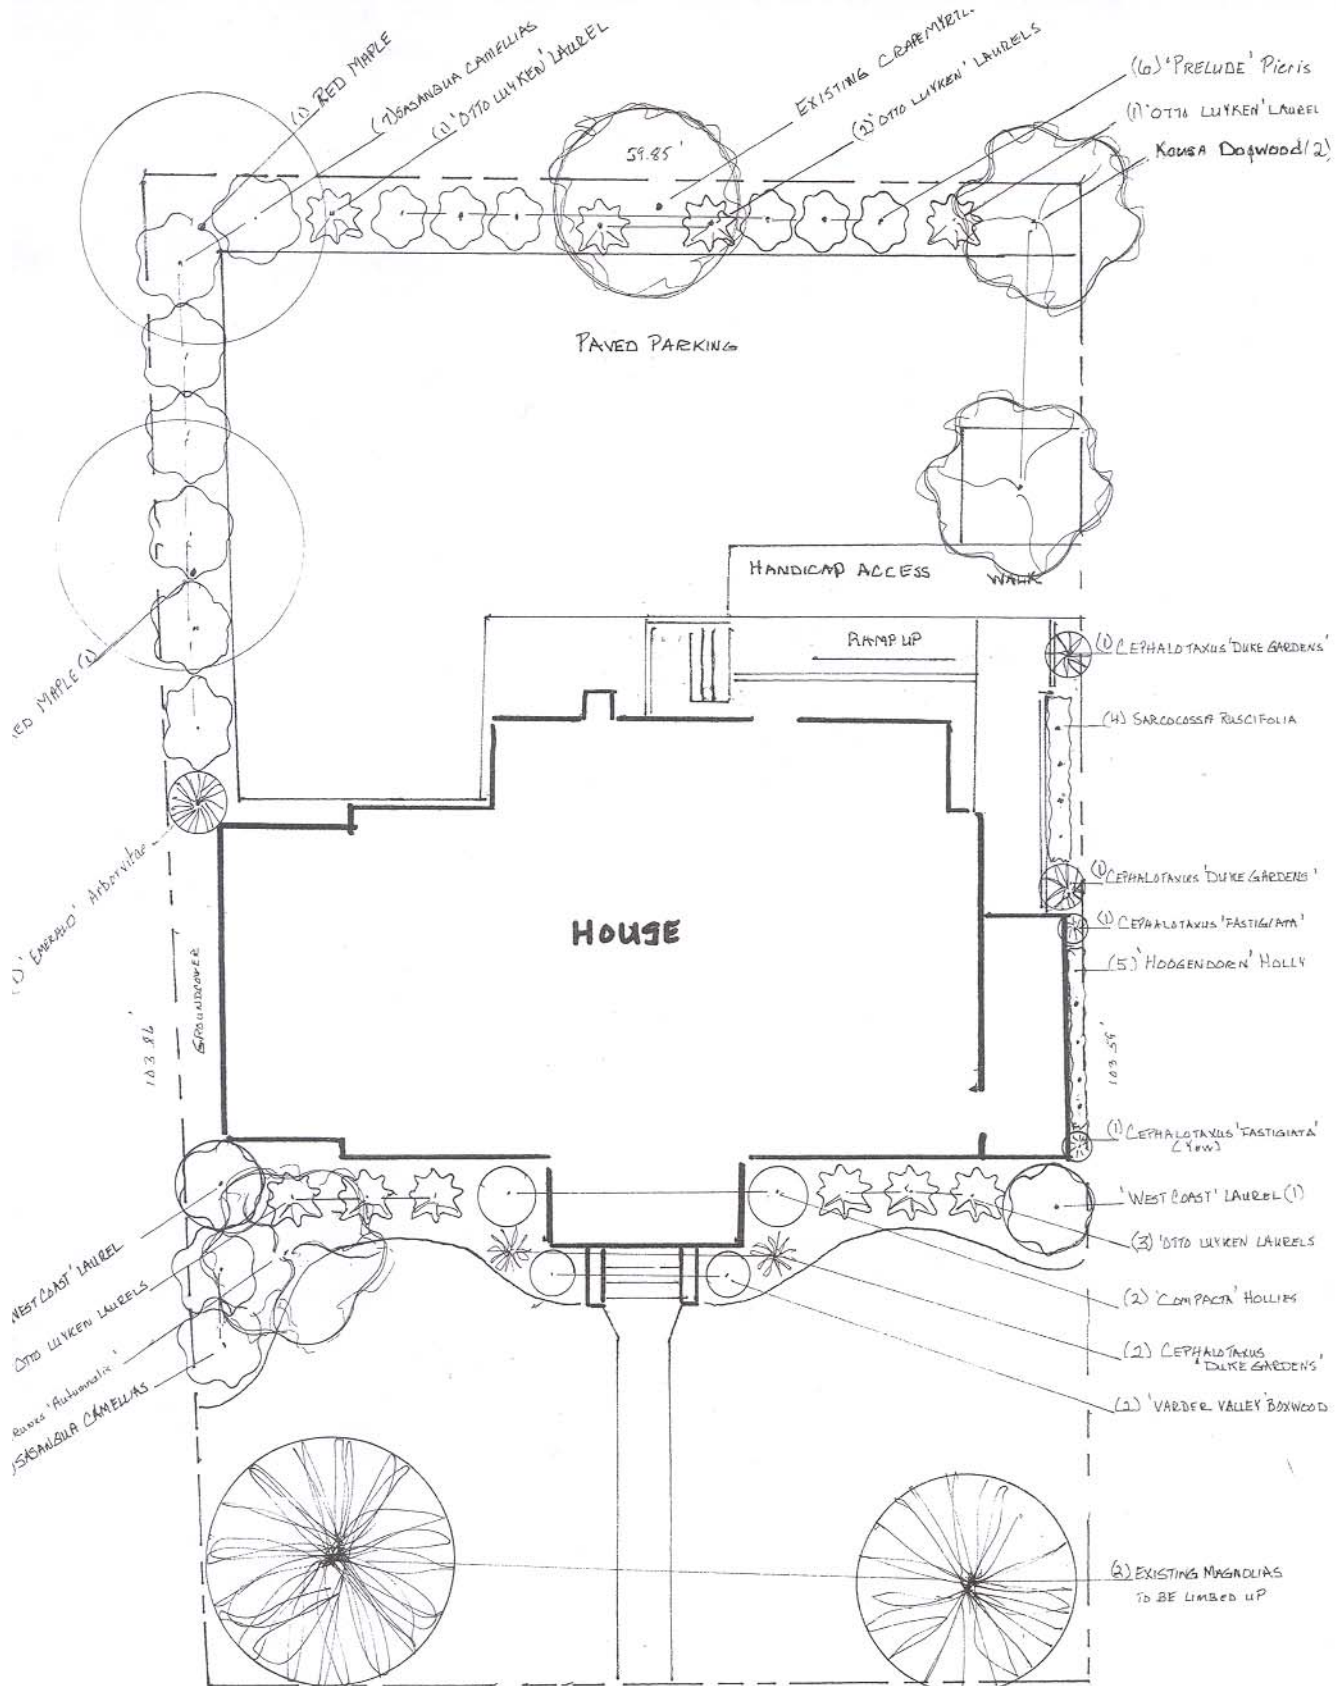 (1) RED MAPLE
(7) SASANQUA CAMELLIAS
(1) 'OTTO LUYKEN' LAUREL
EXISTING CRAPEMYRTL
(2) 'OTTO LUYKEN' LAURELS
(6) 'PRELUDE' Pieris
(1) 'OTTO LUYKEN' LAUREL
Kousa Dogwood (2)
59.85'
PAVED PARKING
HANDICAP ACCESS WALK
RAMP UP
(1) CEPHALOTAXUS 'DUKE GARDENS'
ED MAPLE (1)
(4) SARCOCOSSA RUSCIFOLIA
'EMERALD' Arborvitae
(1) CEPHALOTAXUS 'DUKE GARDENS'
(1) CEPHALOTAXUS 'FASTIGIATA'
HOUSE
(5) 'HOOGENDORN' HOLLY
GROUNDCOVER
103.86'
103.59'
(1) CEPHALOTAXUS 'FASTIGIATA'
(Yew)
'WEST COAST' LAUREL (1)
(3) 'OTTO LUYKEN LAURELS
WEST COAST' LAUREL
OTTO LUYKEN LAURELS
runus 'Autumnalis'
SASANQUA CAMELLIAS
(2) 'COMPACTA' HOLLIES
(2) CEPHALOTAXUS
'DUKE GARDENS'
(2) 'VARDER VALLEY' BOXWOOD
(2) EXISTING MAGNOLIAS
TO BE LIMBED UP